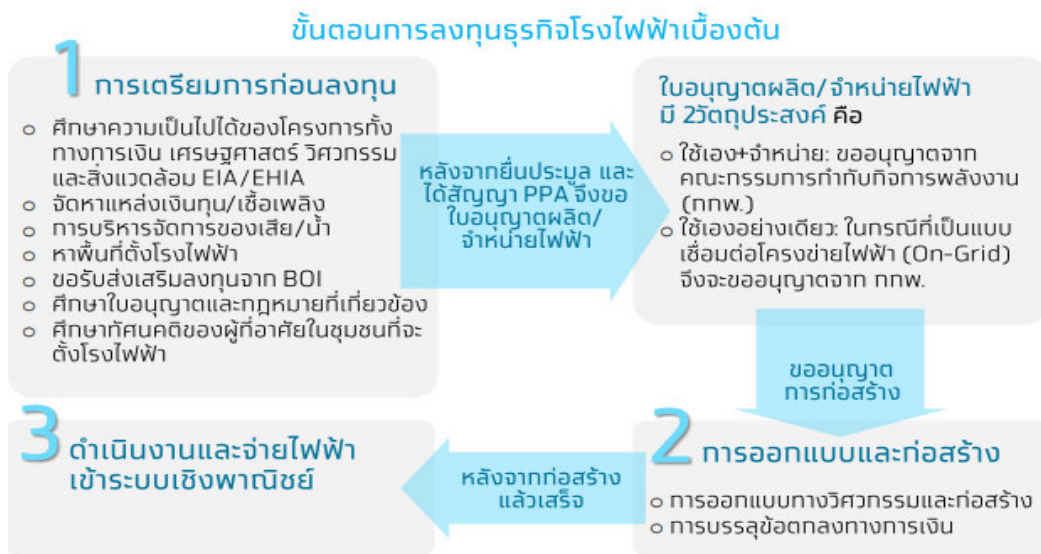 ขั้นตอนการลงทุนธุรกิจโรงไฟฟ้าเบื้องต้น
1 การเตรียมการก่อนลงทุน
o ศึกษาความเป็นไปได้ของโครงการทั้ง
ทางการเงิน เศรษฐศาสตร์ วิศวกรรม
และสิ่งแวดล้อม EIA/EHIA
o จัดหาแหล่งเงินทุน/เชื้อเพลิง
o การบริหารจัดการของเสีย/น้ำ
o หาพื้นที่ตั้งโรงไฟฟ้า
o ขอรับส่งเสริมลงทุนจาก BOI
o ศึกษาใบอนุญาตและกฎหมายที่เกี่ยวข้อง
o ศึกษาทัศนคติของผู้ที่อาศัยในชุมชนที่จะ
ตั้งโรงไฟฟ้า
หลังจากยื่นประมูล และ
ได้สัญญา PPA จึงขอ
ใบอนุญาตผลิต/
จำหน่ายไฟฟ้า
ใบอนุญาตผลิต/จำหน่ายไฟฟ้า
มี 2วัตถุประสงค์ คือ
o ใช้เอง+จำหน่าย: ขออนุญาตจาก
คณะกรรมการกำกับกิจการพลังงาน
(กกพ.)
o ใช้เองอย่างเดียว: ในกรณีที่เป็นแบบ
เชื่อมต่อโครงข่ายไฟฟ้า (On-Grid)
จึงจะขออนุญาตจาก กกพ.
ขออนุญาต
การก่อสร้าง
2 การออกแบบและก่อสร้าง
o การออกแบบทางวิศวกรรมและก่อสร้าง
o การบรรลุข้อตกลงทางการเงิน
หลังจากก่อสร้าง
แล้วเสร็จ
3 ดำเนินงานและจ่ายไฟฟ้า
เข้าระบบเชิงพาณิชย์